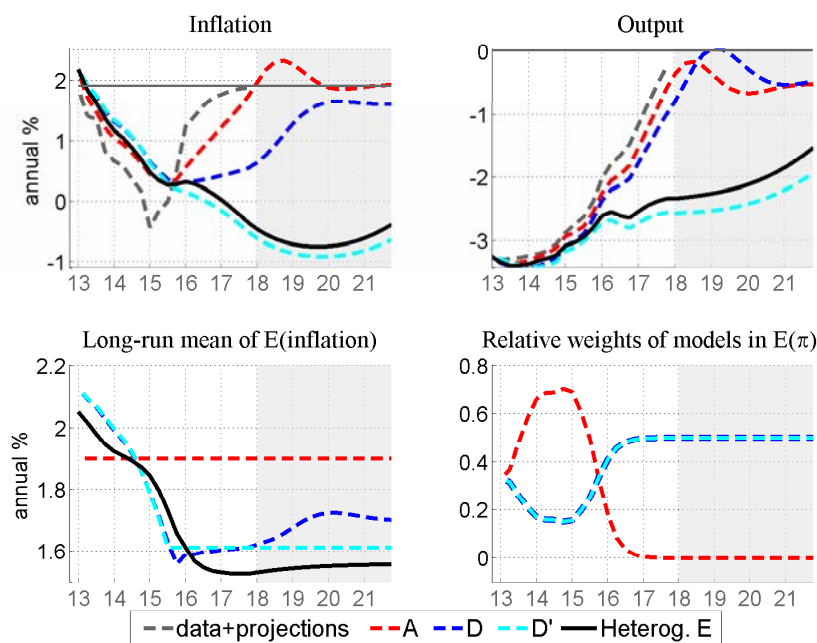 Inflation
Output
annual %
2
1
0
-1
13 14 15 16 17 18 19 20 21
0
-1
-2
-3
13 14 15 16 17 18 19 20 21
Long-run mean of E(inflation)
Relative weights of models in E(π)
annual %
2.2
2
1.8
1.6
13 14 15 16 17 18 19 20 21
0.8
0.6
0.4
0.2
0
13 14 15 16 17 18 19 20 21
data+projections A D D' Heterog. E